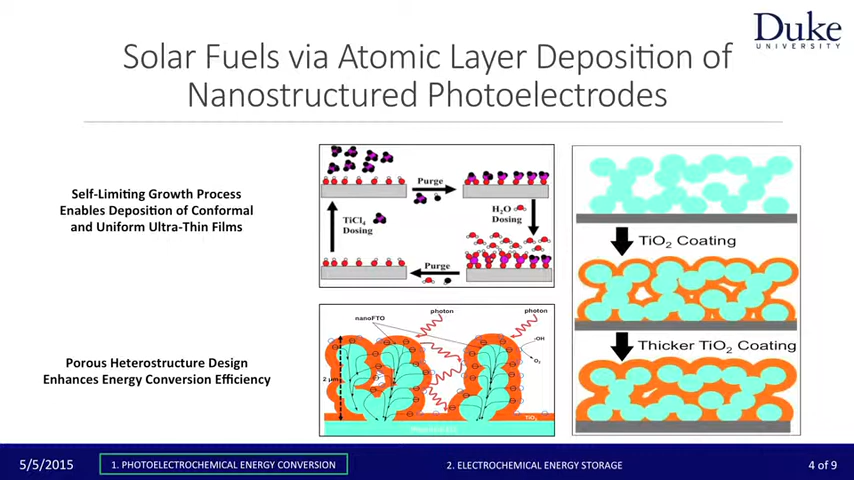 Duke
UNIVERSITY
Solar Fuels via Atomic Layer Deposition of
Nanostructured Photoelectrodes
Self-Limiting Growth Process
Enables Deposition of Conformal
and Uniform Ultra-Thin Films
Purge
TiCl₄
Dosing
H₂O
Dosing
Purge
TiO₂ Coating
Thicker TiO₂ Coating
Porous Heterostructure Design
Enhances Energy Conversion Efficiency
nanoFTO
photon
photon
OH
O₂
2 μm
TiO₂
5/5/2015
1. PHOTOELECTROCHEMICAL ENERGY CONVERSION
2. ELECTROCHEMICAL ENERGY STORAGE
4 of 9